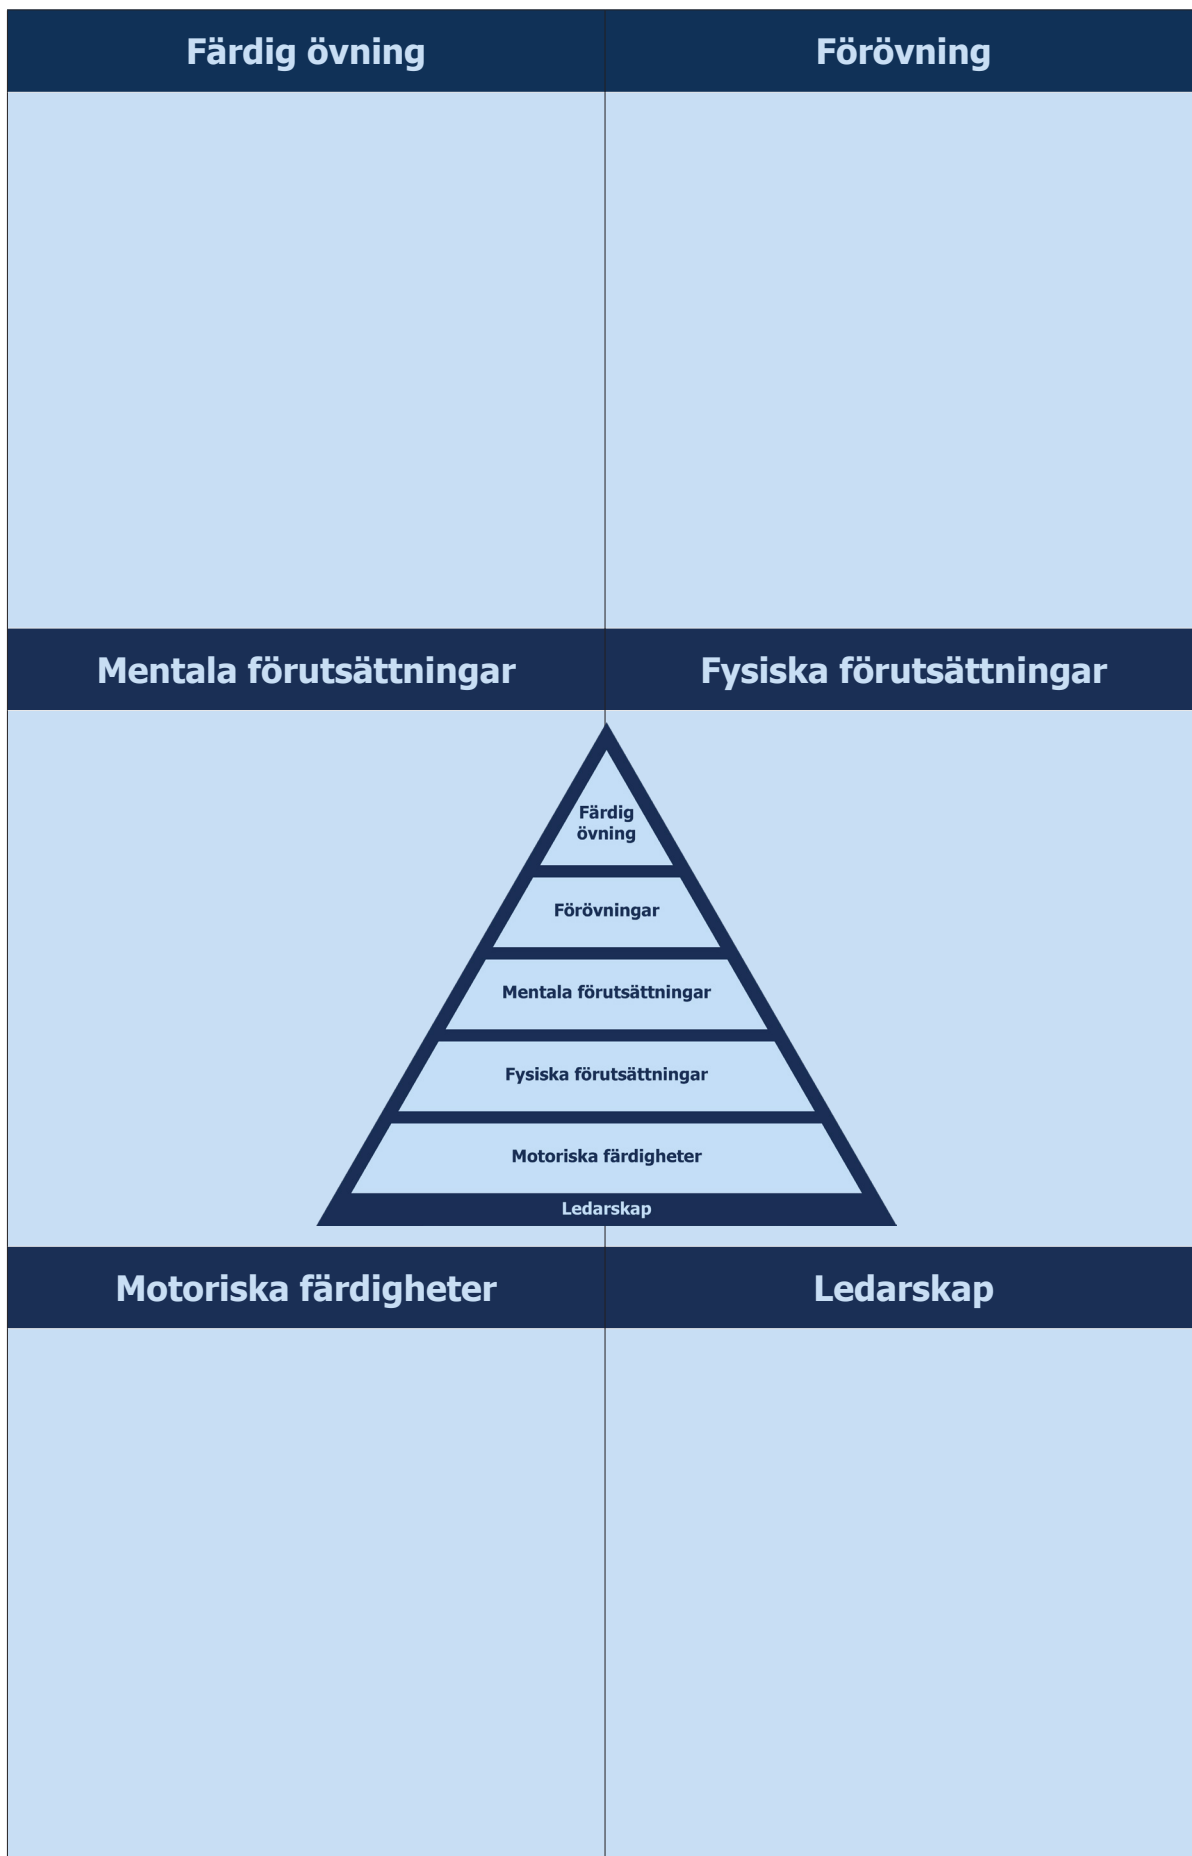 Färdig övning
Förövning
Mentala förutsättningar
Fysiska förutsättningar
Färdig
övning
Förövningar
Mentala förutsättningar
Fysiska förutsättningar
Motoriska färdigheter
Ledarskap
Motoriska färdigheter
Ledarskap